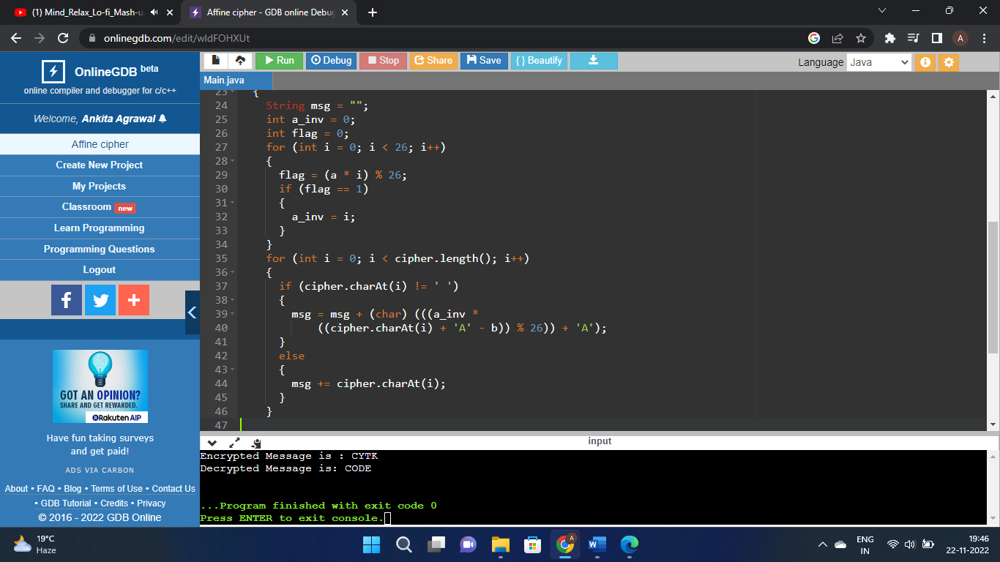 (1) Mind_Relax_Lo-fi_Mash-u
Affine cipher - GDB online Debug
onlinegdb.com/edit/wIdFOHXUt
A
OnlineGDB beta
online compiler and debugger for c/c++
Welcome, Ankita Agrawal
Affine cipher
Create New Project
My Projects
Classroom new
Learn Programming
Programming Questions
Logout
GOT AN OPINION?
SHARE AND GET REWARDED.
Rakuten AIP
Have fun taking surveys
and get paid!
ADS VIA CARBON
About • FAQ • Blog • Terms of Use • Contact Us
• GDB Tutorial • Credits • Privacy
© 2016 - 2022 GDB Online
Run Debug Stop Share Save { } Beautify
Language Java
Main.java
23 {
24 String msg = "";
25 int a_inv = 0;
26 int flag = 0;
27 for (int i = 0; i < 26; i++)
28 {
29 flag = (a * i) % 26;
30 if (flag == 1)
31 {
32 a_inv = i;
33 }
34 }
35 for (int i = 0; i < cipher.length(); i++)
36 {
37 if (cipher.charAt(i) != ' ')
38 {
39 msg = msg + (char) (((a_inv *
40 ((cipher.charAt(i) + 'A' - b)) % 26)) + 'A');
41 }
42 else
43 {
44 msg += cipher.charAt(i);
45 }
46 }
47
input
Encrypted Message is : CYTK
Decrypted Message is: CODE
...Program finished with exit code 0
Press ENTER to exit console.
19°C
Haze
ENG
IN
19:46
22-11-2022